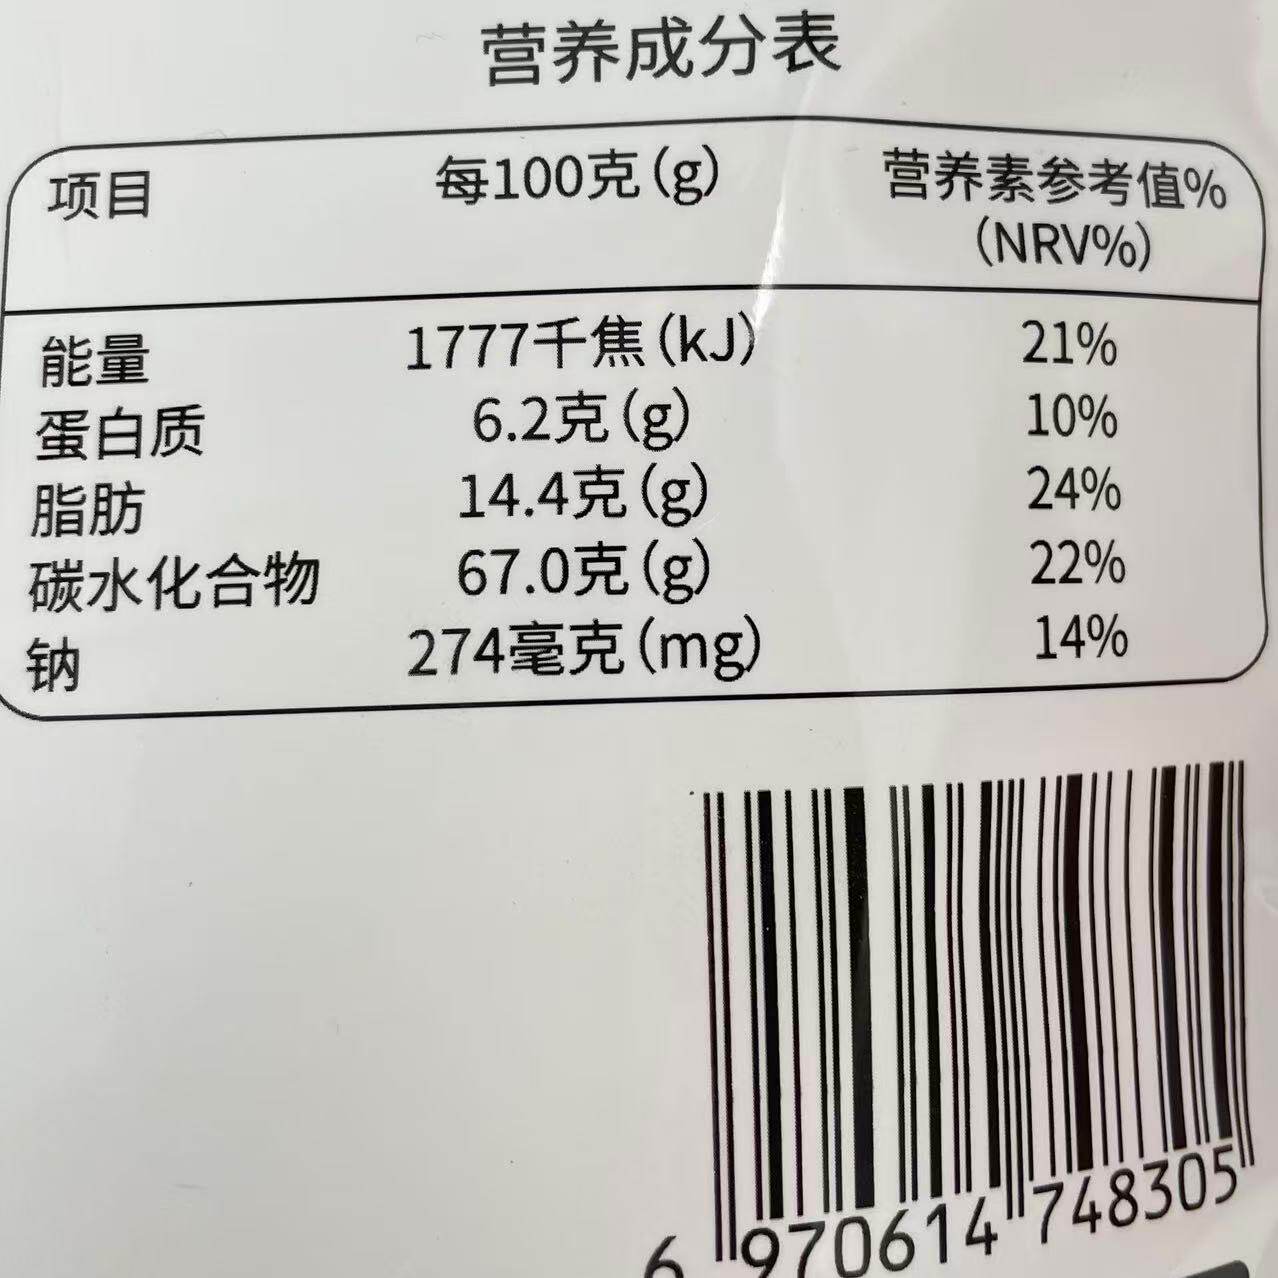 营养成分表
项目 每100克(g) 营养素参考值%
(NRV%)
能量 1777千焦(kJ) 21%
蛋白质 6.2克(g) 10%
脂肪 14.4克(g) 24%
碳水化合物 67.0克(g) 22%
钠 274毫克(mg) 14%
6 970614 748305